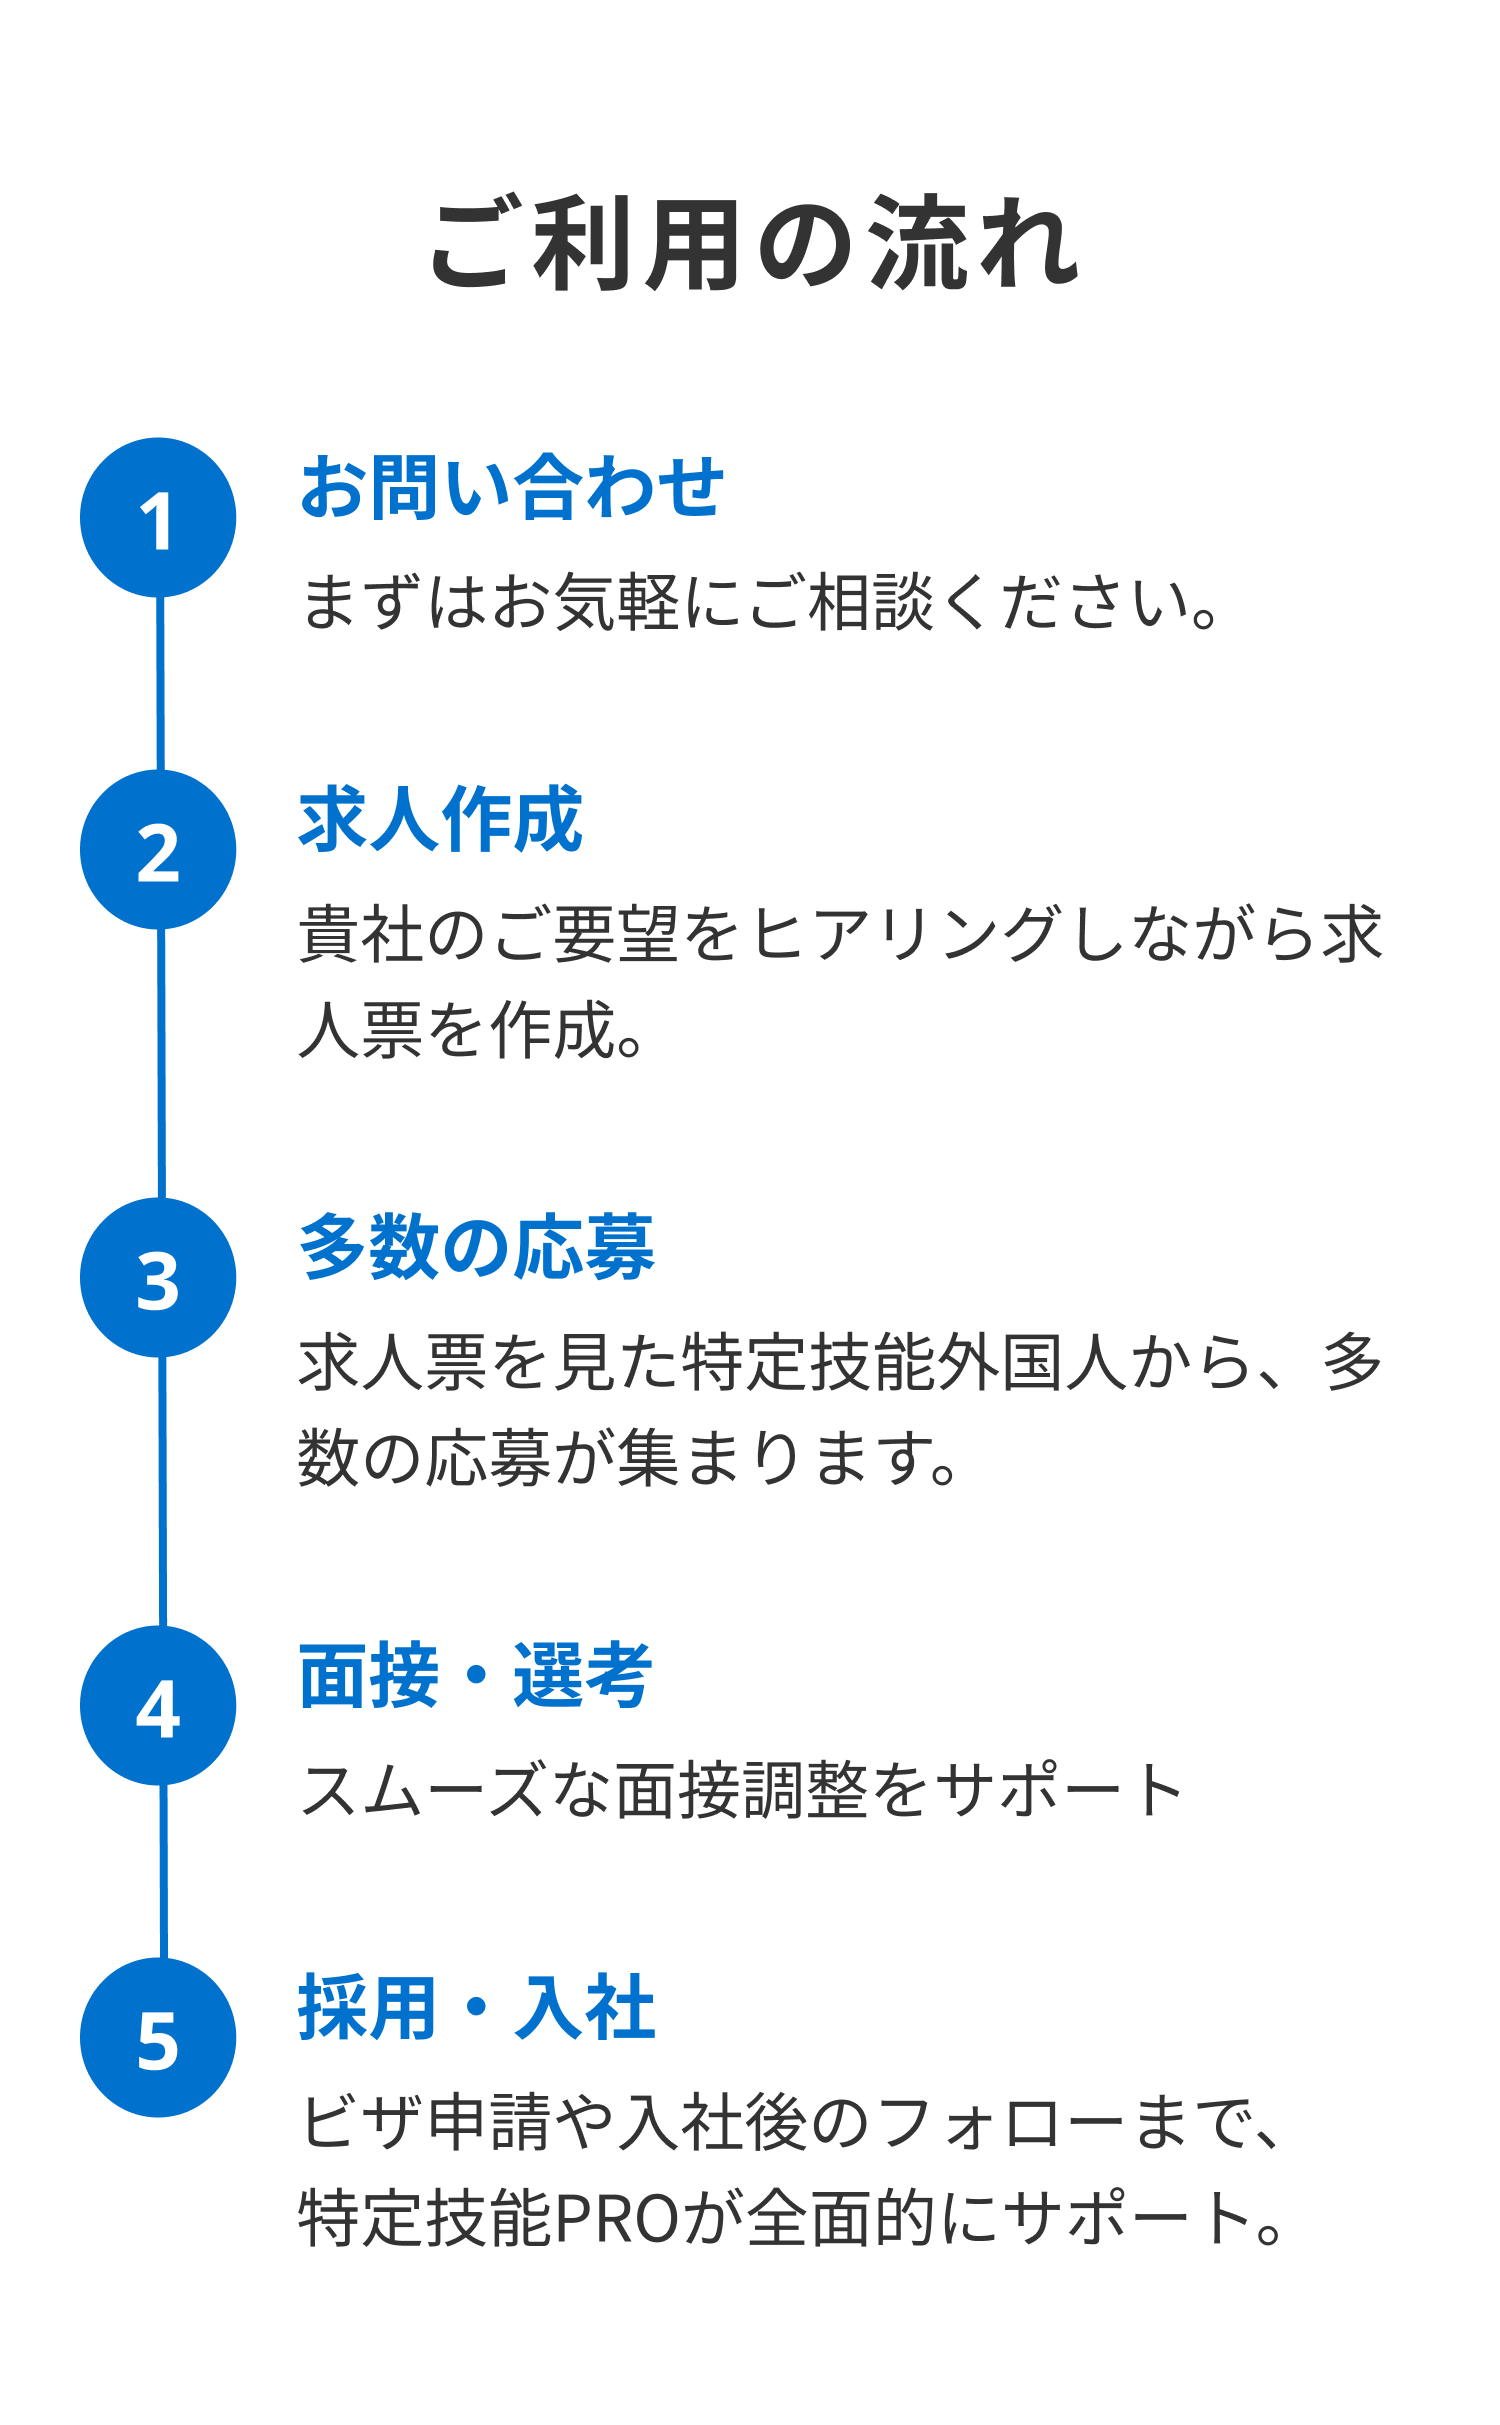 ご利用の流れ
1
お問い合わせ
まずはお気軽にご相談ください。
2
求人作成
貴社のご要望をヒアリングしながら求
人票を作成。
3
多数の応募
求人票を見た特定技能外国人から、多
数の応募が集まります。
4
面接・選考
スムーズな面接調整をサポート
5
採用・入社
ビザ申請や入社後のフォローまで、
特定技能PROが全面的にサポート。